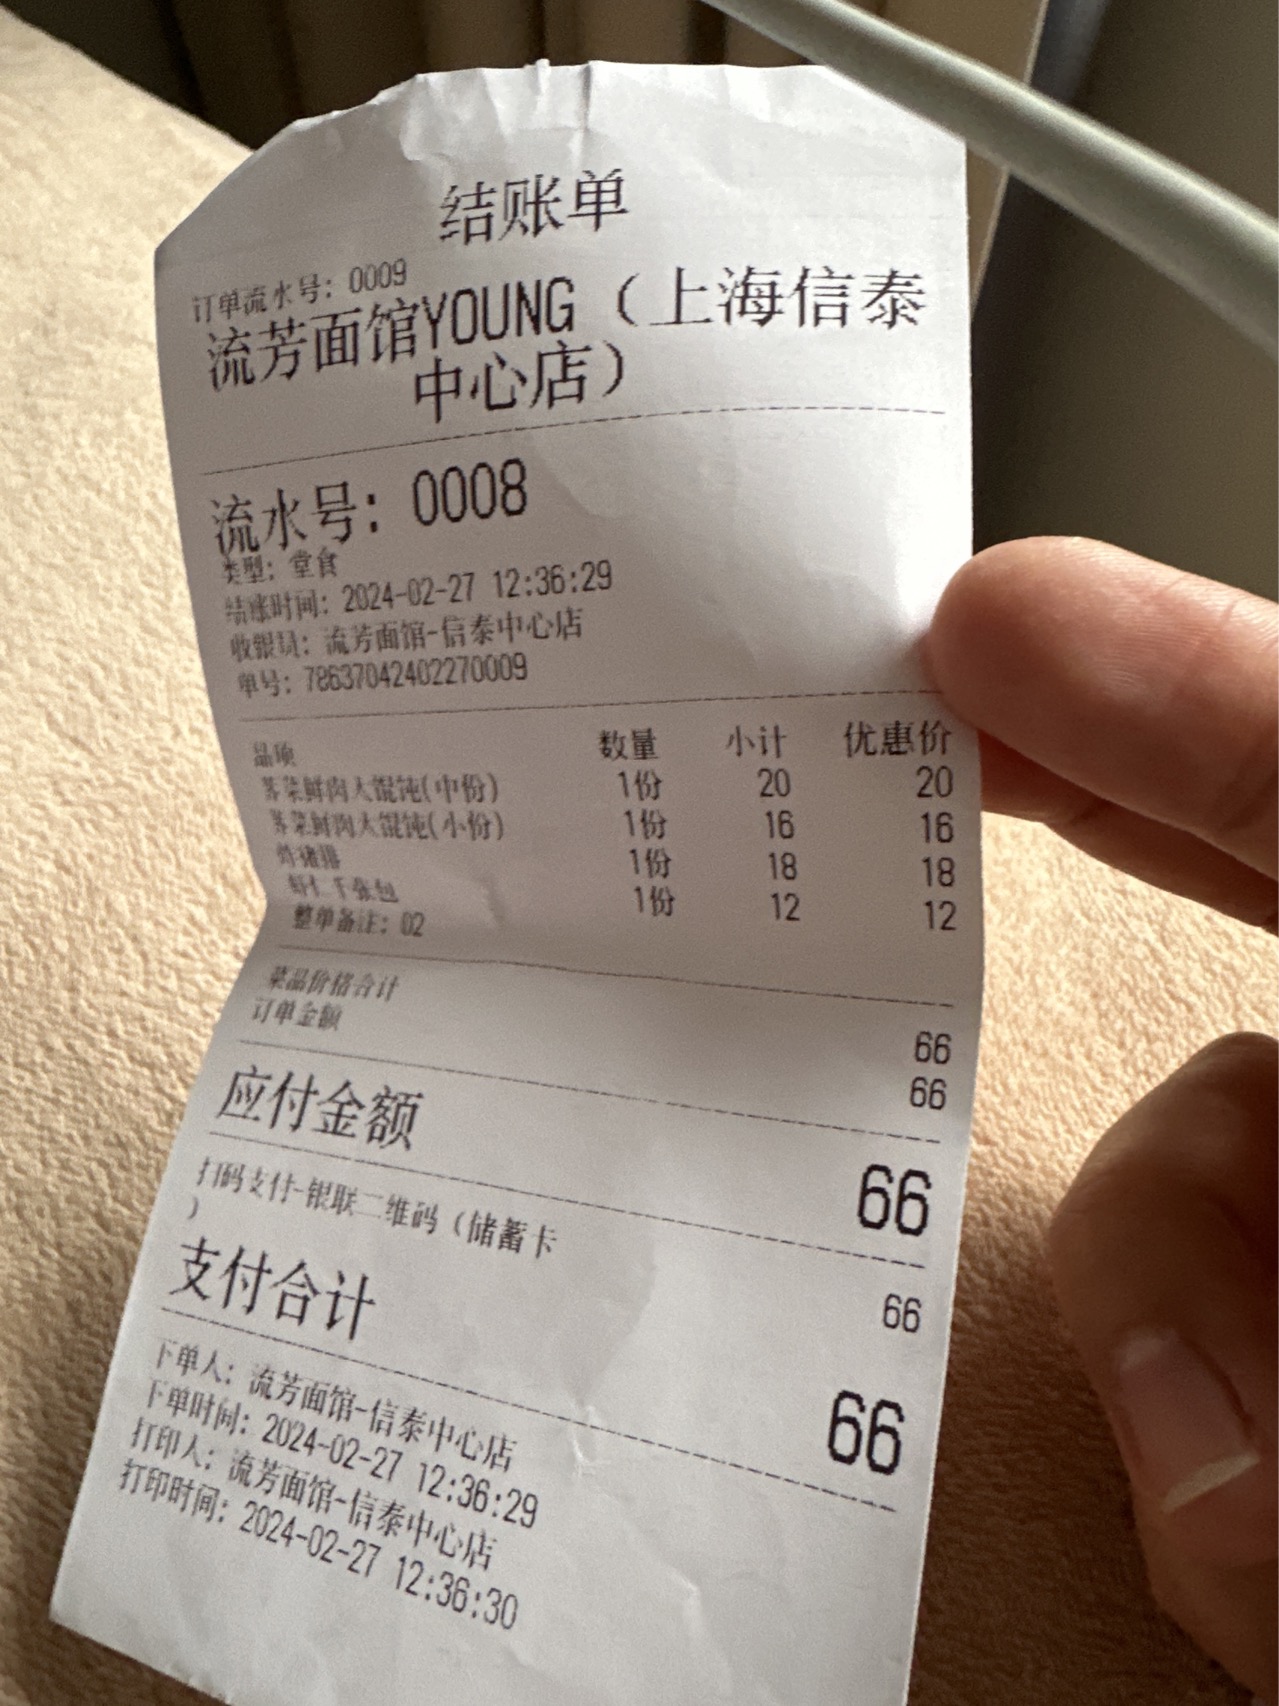 结账单
订单流水号: 0009
流芳面馆YOUNG（上海信泰
中心店）
流水号: 0008
类型: 堂食
结账时间: 2024-02-27 12:36:29
收银员: 流芳面馆-信泰中心店
单号: 78637042402270009
品项 数量 小计 优惠价
荠菜鲜肉大馄饨(中份) 1份 20 20
荠菜鲜肉大馄饨(小份) 1份 16 16
炸猪排 1份 18 18
虾仁千张包 1份 12 12
整单备注: 02
菜品价格合计 66
订单金额 66
应付金额 66
扫码支付-银联二维码（储蓄卡
） 66
支付合计 66
下单人: 流芳面馆-信泰中心店
下单时间: 2024-02-27 12:36:29
打印人: 流芳面馆-信泰中心店
打印时间: 2024-02-27 12:36:30